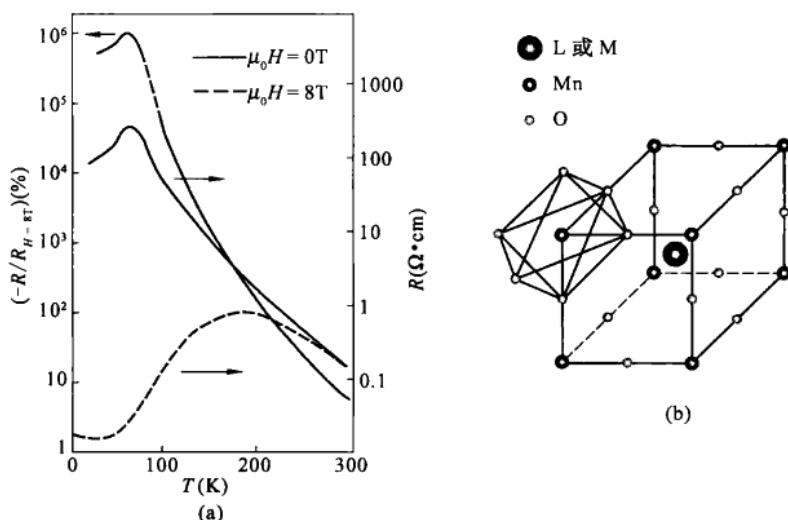 10⁶
10⁵
10⁴
10³
10²
10
1
(−R/R_{H−8T})(%)
μ₀H = 0T
μ₀H = 8T
1000
100
10
1
0.1
R(Ω•cm)
0
100
200
300
T(K)
(a)
L 或 M
Mn
O
(b)